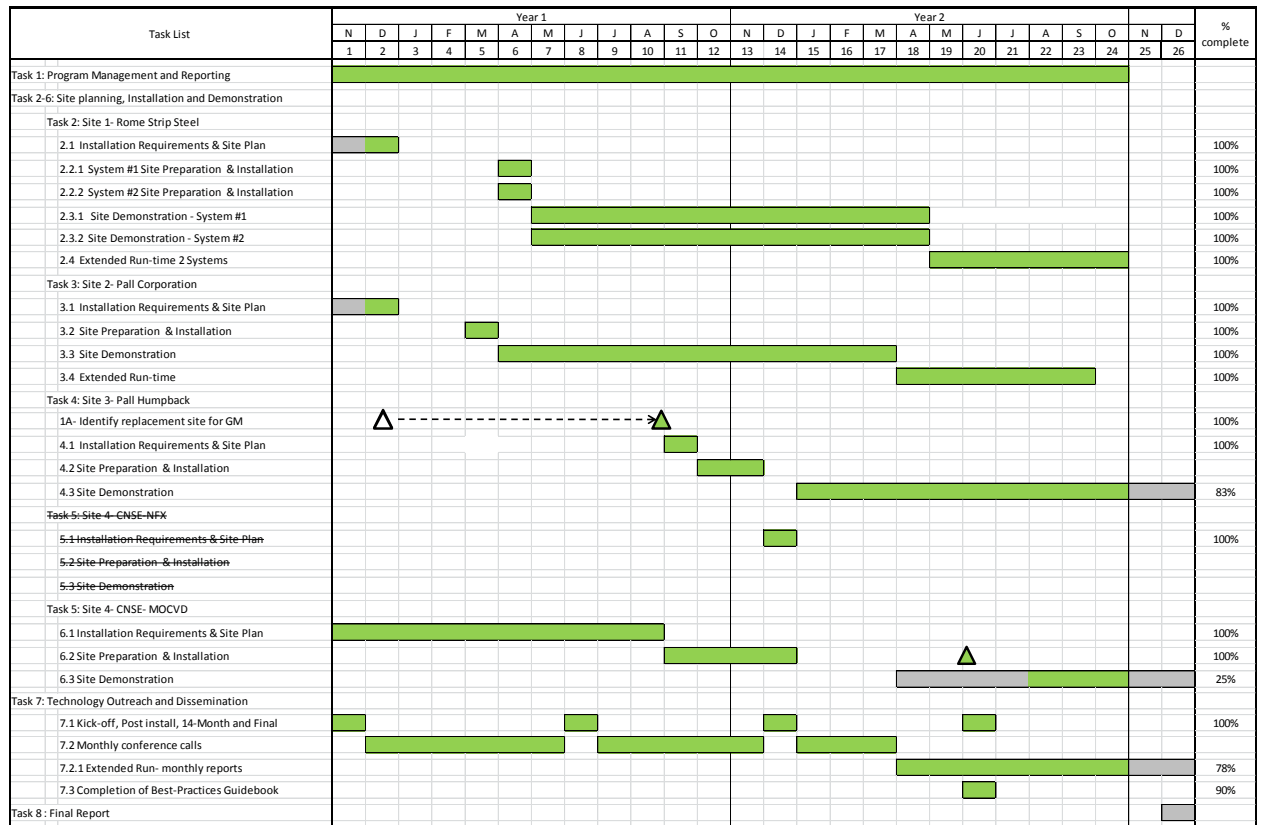 Year 1 Year 2
Task List N D J F M A M J J A S O N D J F M A M J J A S O N D % complete
1 2 3 4 5 6 7 8 9 10 11 12 13 14 15 16 17 18 19 20 21 22 23 24 25 26
Task 1: Program Management and Reporting
Task 2-6: Site planning, Installation and Demonstration
Task 2: Site 1- Rome Strip Steel
2.1 Installation Requirements & Site Plan 100%
2.2.1 System #1 Site Preparation & Installation 100%
2.2.2 System #2 Site Preparation & Installation 100%
2.3.1 Site Demonstration - System #1 100%
2.3.2 Site Demonstration - System #2 100%
2.4 Extended Run-time 2 Systems 100%
Task 3: Site 2- Pall Corporation
3.1 Installation Requirements & Site Plan 100%
3.2 Site Preparation & Installation 100%
3.3 Site Demonstration 100%
3.4 Extended Run-time 100%
Task 4: Site 3- Pall Humpback
1A- Identify replacement site for GM 100%
4.1 Installation Requirements & Site Plan 100%
4.2 Site Preparation & Installation
4.3 Site Demonstration 83%
Task 5: Site 4- CNSE-NFX
5.1 Installation Requirements & Site Plan 100%
5.2 Site Preparation & Installation
5.3 Site Demonstration
Task 5: Site 4- CNSE- MOCVD
6.1 Installation Requirements & Site Plan 100%
6.2 Site Preparation & Installation 100%
6.3 Site Demonstration 25%
Task 7: Technology Outreach and Dissemination
7.1 Kick-off, Post install, 14-Month and Final 100%
7.2 Monthly conference calls
7.2.1 Extended Run- monthly reports 78%
7.3 Completion of Best-Practices Guidebook 90%
Task 8 : Final Report